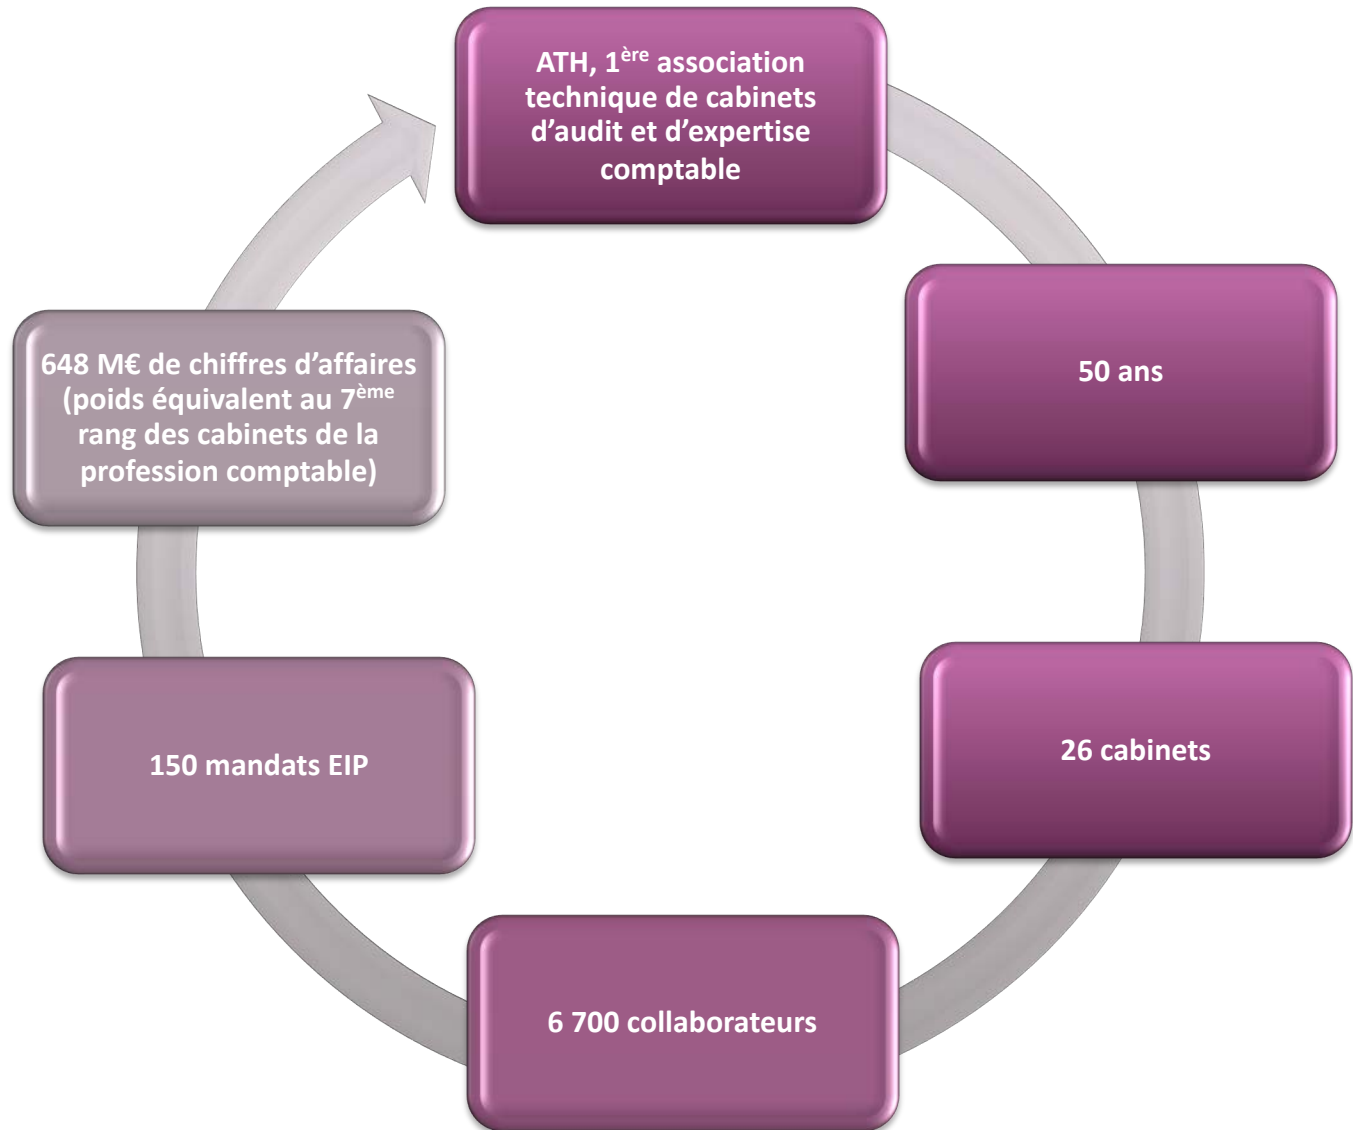 ATH, 1ère association
technique de cabinets
d’audit et d’expertise
comptable
50 ans
26 cabinets
6 700 collaborateurs
150 mandats EIP
648 M€ de chiffres d’affaires
(poids équivalent au 7ème
rang des cabinets de la
profession comptable)